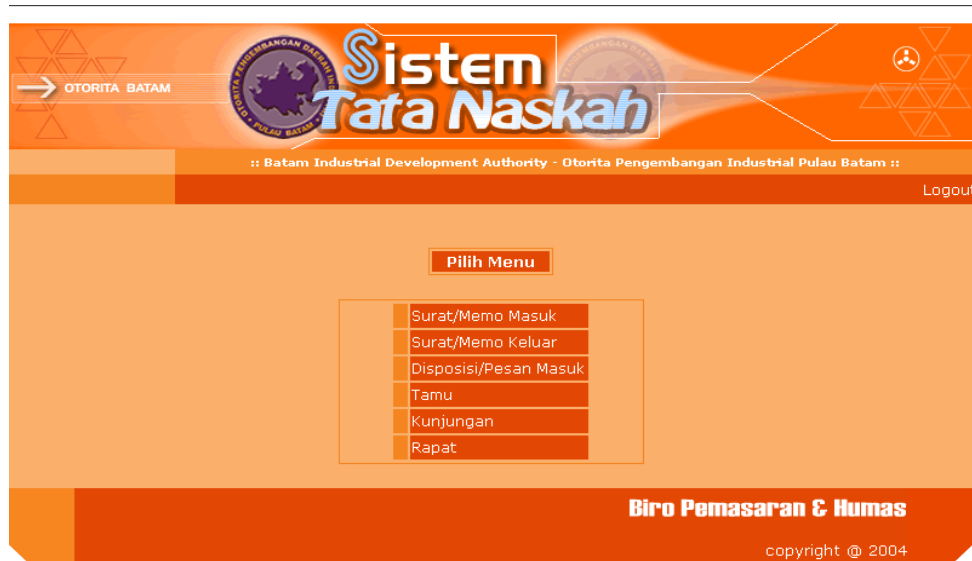 Sistem
Tata Naskah
OTORITA BATAM
:: Batam Industrial Development Authority - Otorita Pengembangan Industrial Pulau Batam ::
Logout
Pilih Menu
Surat/Memo Masuk
Surat/Memo Keluar
Disposisi/Pesan Masuk
Tamu
Kunjungan
Rapat
Biro Pemasaran & Humas
copyright @ 2004